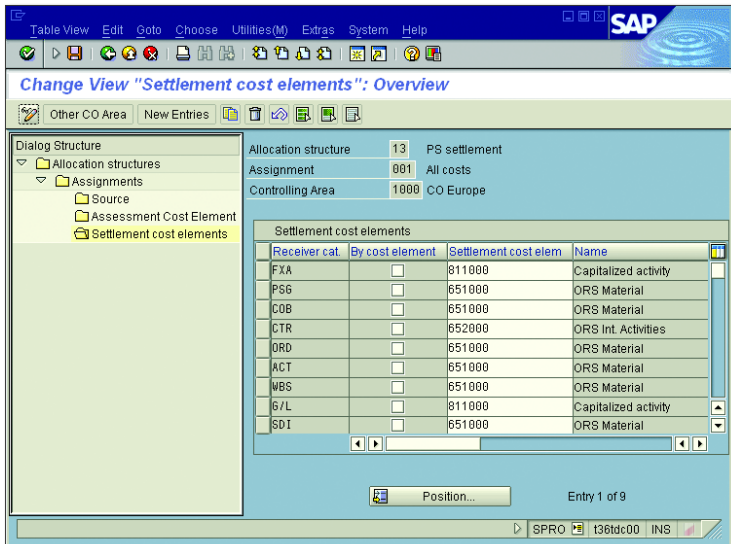 Table View Edit Goto Choose Utilities(M) Extras System Help
SAP
Change View "Settlement cost elements": Overview
Other CO Area New Entries
Dialog Structure
Allocation structures
Assignments
Source
Assessment Cost Element
Settlement cost elements
Allocation structure 13 PS settlement
Assignment 001 All costs
Controlling Area 1000 CO Europe
Settlement cost elements
Receiver cat. By cost element Settlement cost elem Name
FXA 811000 Capitalized activity
PSG 651000 ORS Material
COB 651000 ORS Material
CTR 652000 ORS Int. Activities
ORD 651000 ORS Material
ACT 651000 ORS Material
WBS 651000 ORS Material
G/L 811000 Capitalized activity
SDI 651000 ORS Material
Position... Entry 1 of 9
SPRO t36tdc00 INS